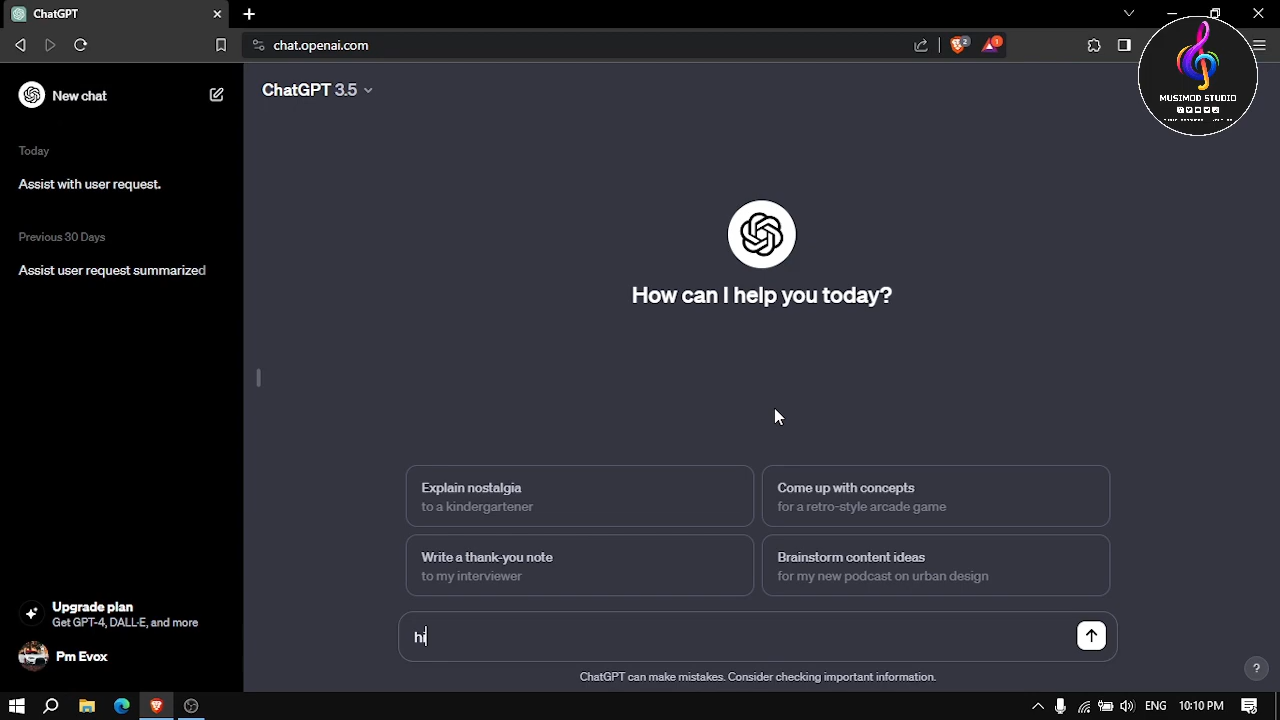 ChatGPT
chat.openai.com
2
1
MUSIMOD STUDIO
New chat
ChatGPT 3.5
Today
Assist with user request.
Previous 30 Days
Assist user request summarized
How can I help you today?
Explain nostalgia
to a kindergartener
Come up with concepts
for a retro-style arcade game
Write a thank-you note
to my interviewer
Brainstorm content ideas
for my new podcast on urban design
Upgrade plan
Get GPT-4, DALL·E, and more
Pm Evox
hi
ChatGPT can make mistakes. Consider checking important information.
?
ENG
10:10 PM